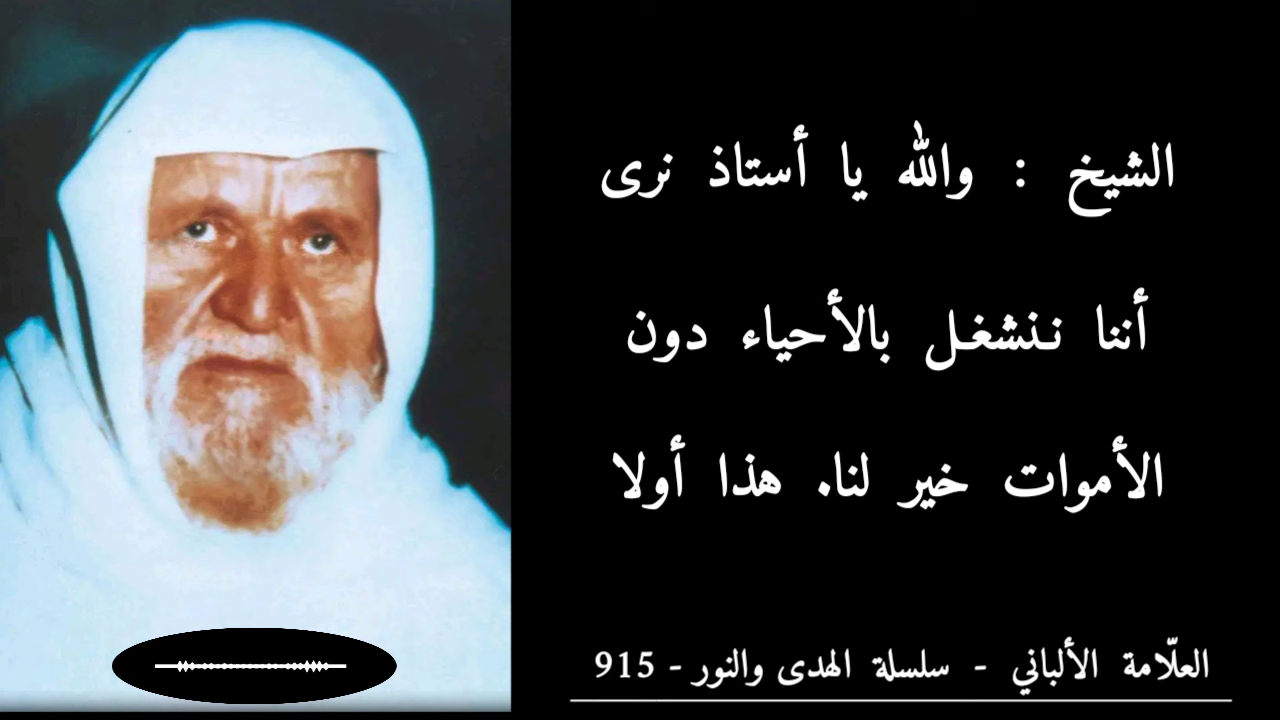 الشيخ : والله يا أستاذ نرى
أننا ننشغل بالأحياء دون
الأموات خير لنا. هذا أولا
العلّامة الألباني - سلسلة الهدى والنور - 915